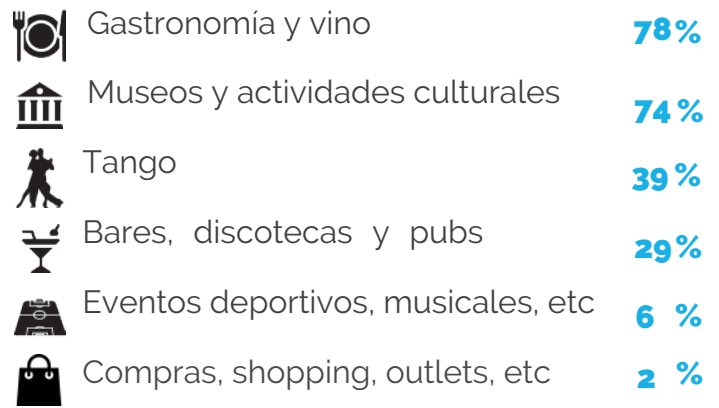 Gastronomía y vino 78%
Museos y actividades culturales 74%
Tango 39%
Bares, discotecas y pubs 29%
Eventos deportivos, musicales, etc 6 %
Compras, shopping, outlets, etc 2 %